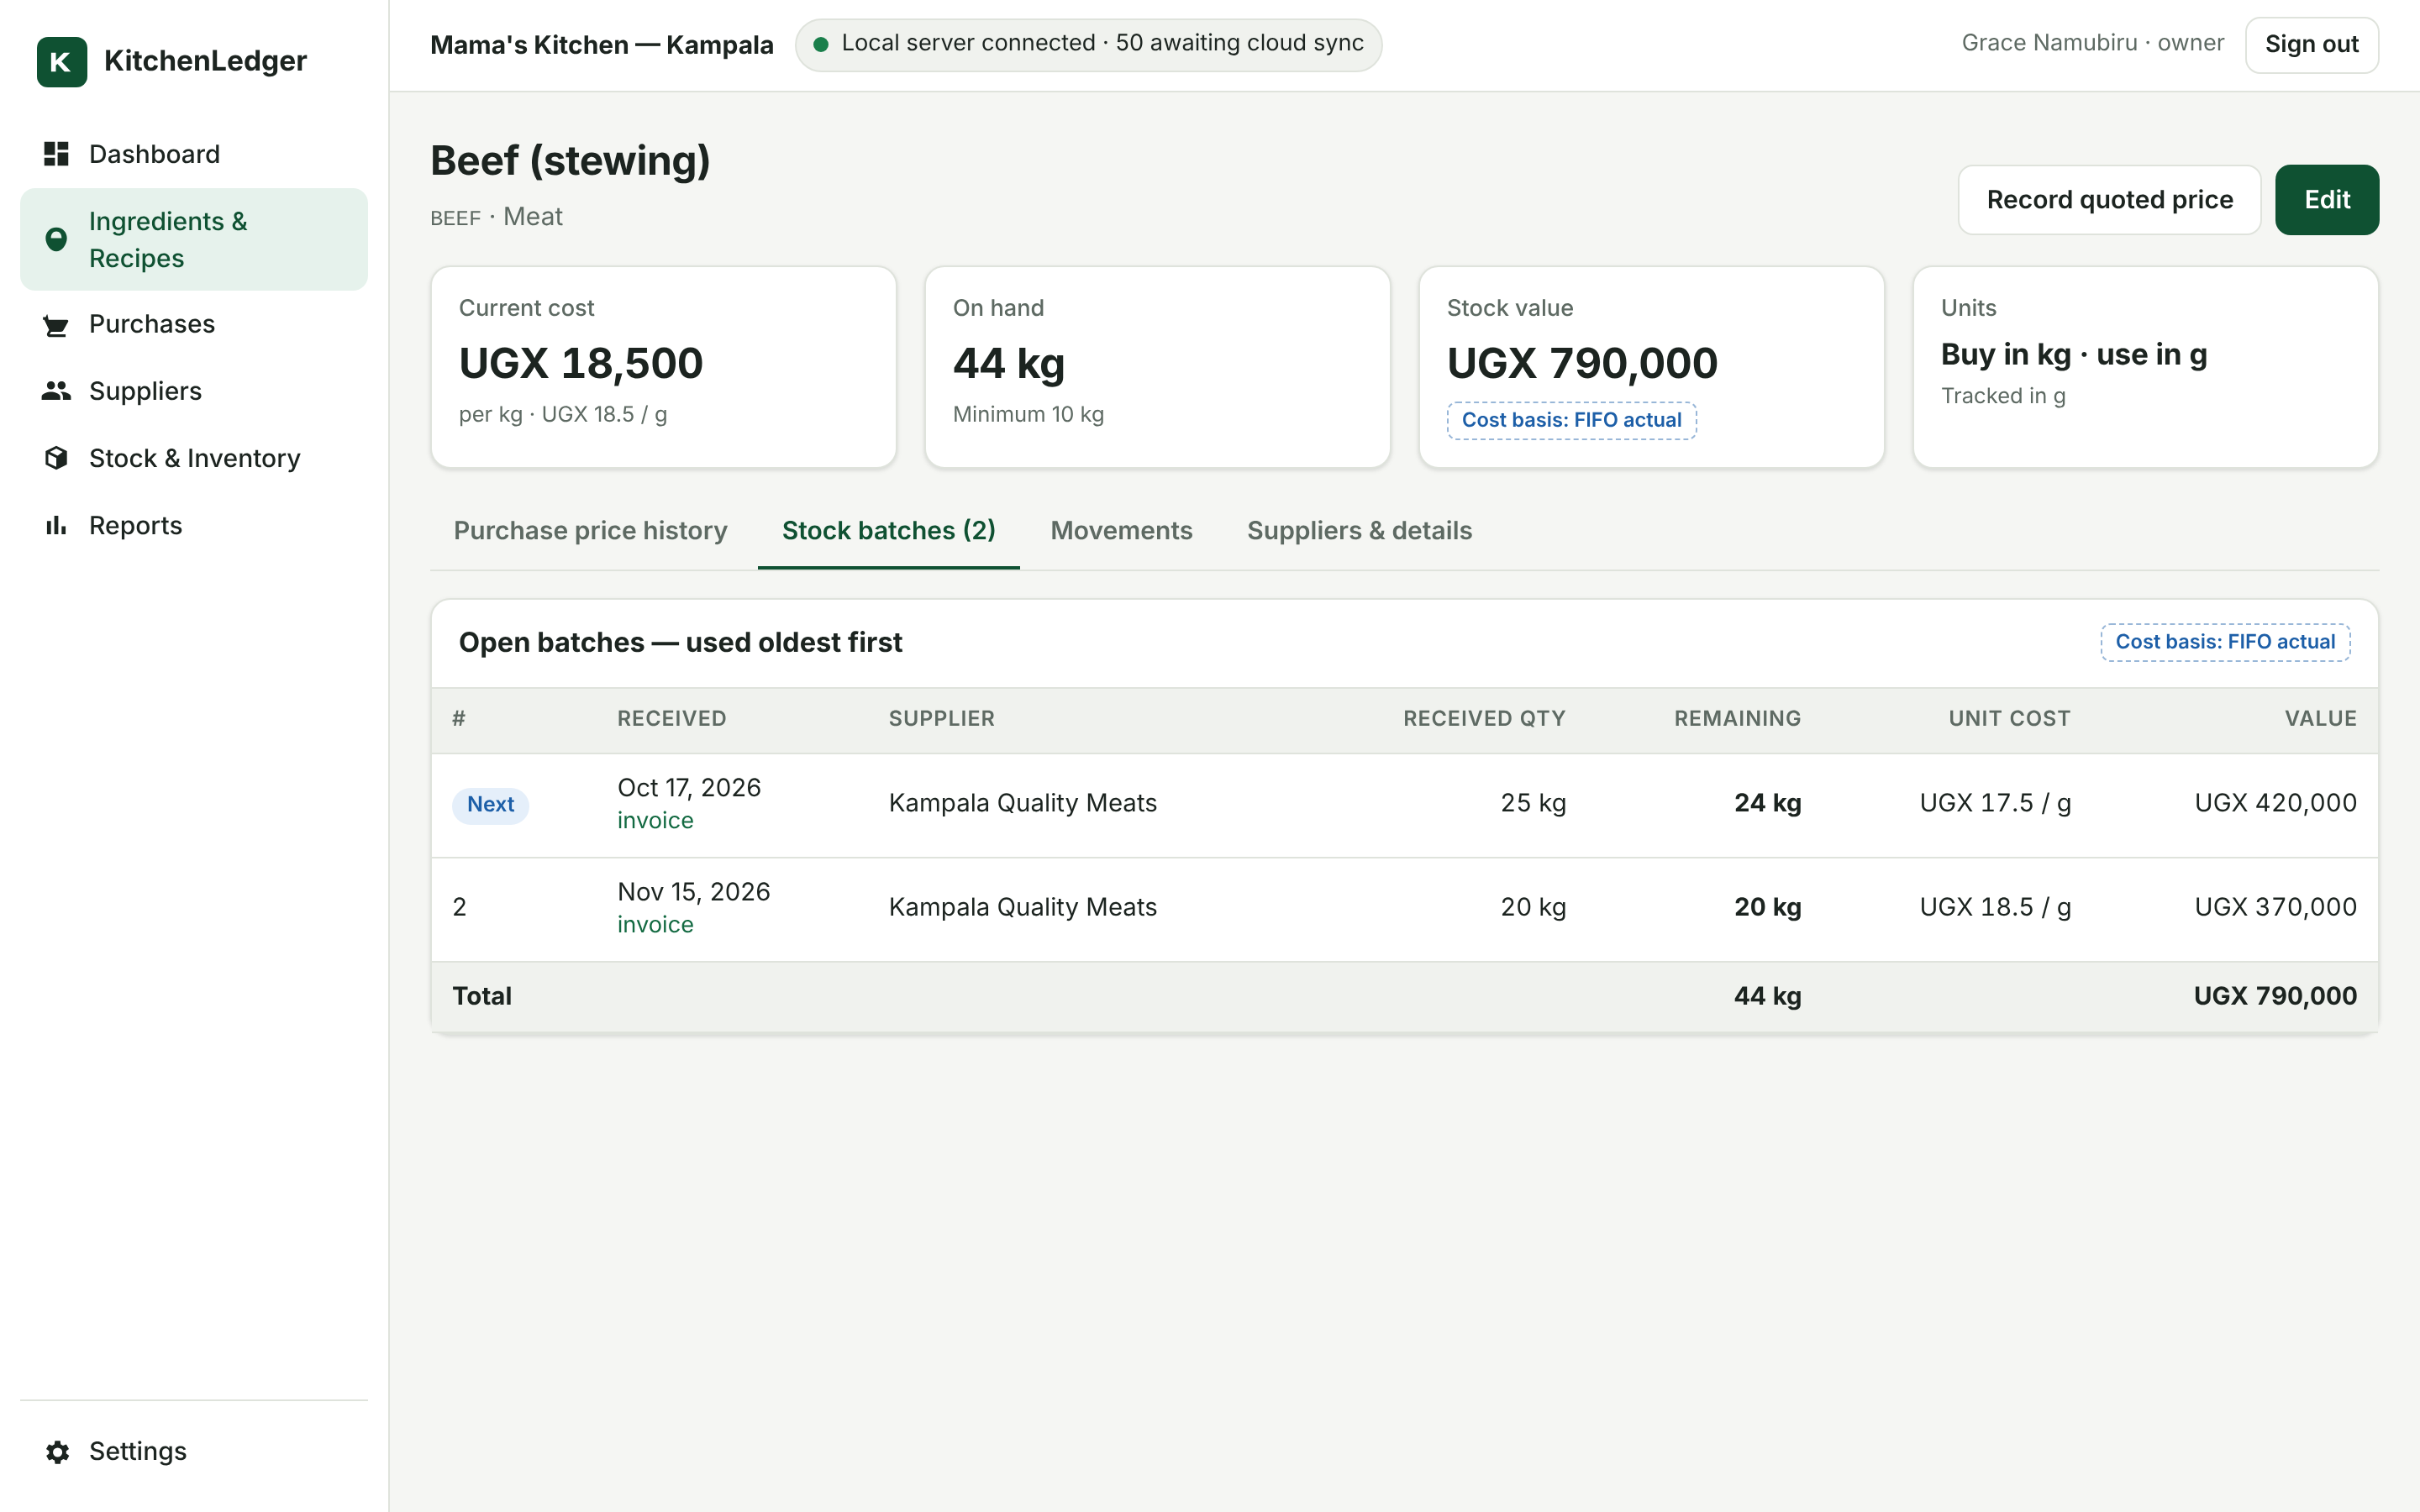 K KitchenLedger
Dashboard
Ingredients &
Recipes
Purchases
Suppliers
Stock & Inventory
Reports
Settings
Mama's Kitchen — Kampala
Local server connected · 50 awaiting cloud sync
Grace Namubiru · owner
Sign out
Beef (stewing)
BEEF · Meat
Record quoted price
Edit
Current cost
UGX 18,500
per kg · UGX 18.5 / g
On hand
44 kg
Minimum 10 kg
Stock value
UGX 790,000
Cost basis: FIFO actual
Units
Buy in kg · use in g
Tracked in g
Purchase price history
Stock batches (2)
Movements
Suppliers & details
Open batches — used oldest first
Cost basis: FIFO actual
# RECEIVED SUPPLIER RECEIVED QTY REMAINING UNIT COST VALUE
Next Oct 17, 2026 Kampala Quality Meats 25 kg 24 kg UGX 17.5 / g UGX 420,000
invoice
2 Nov 15, 2026 Kampala Quality Meats 20 kg 20 kg UGX 18.5 / g UGX 370,000
invoice
Total 44 kg UGX 790,000